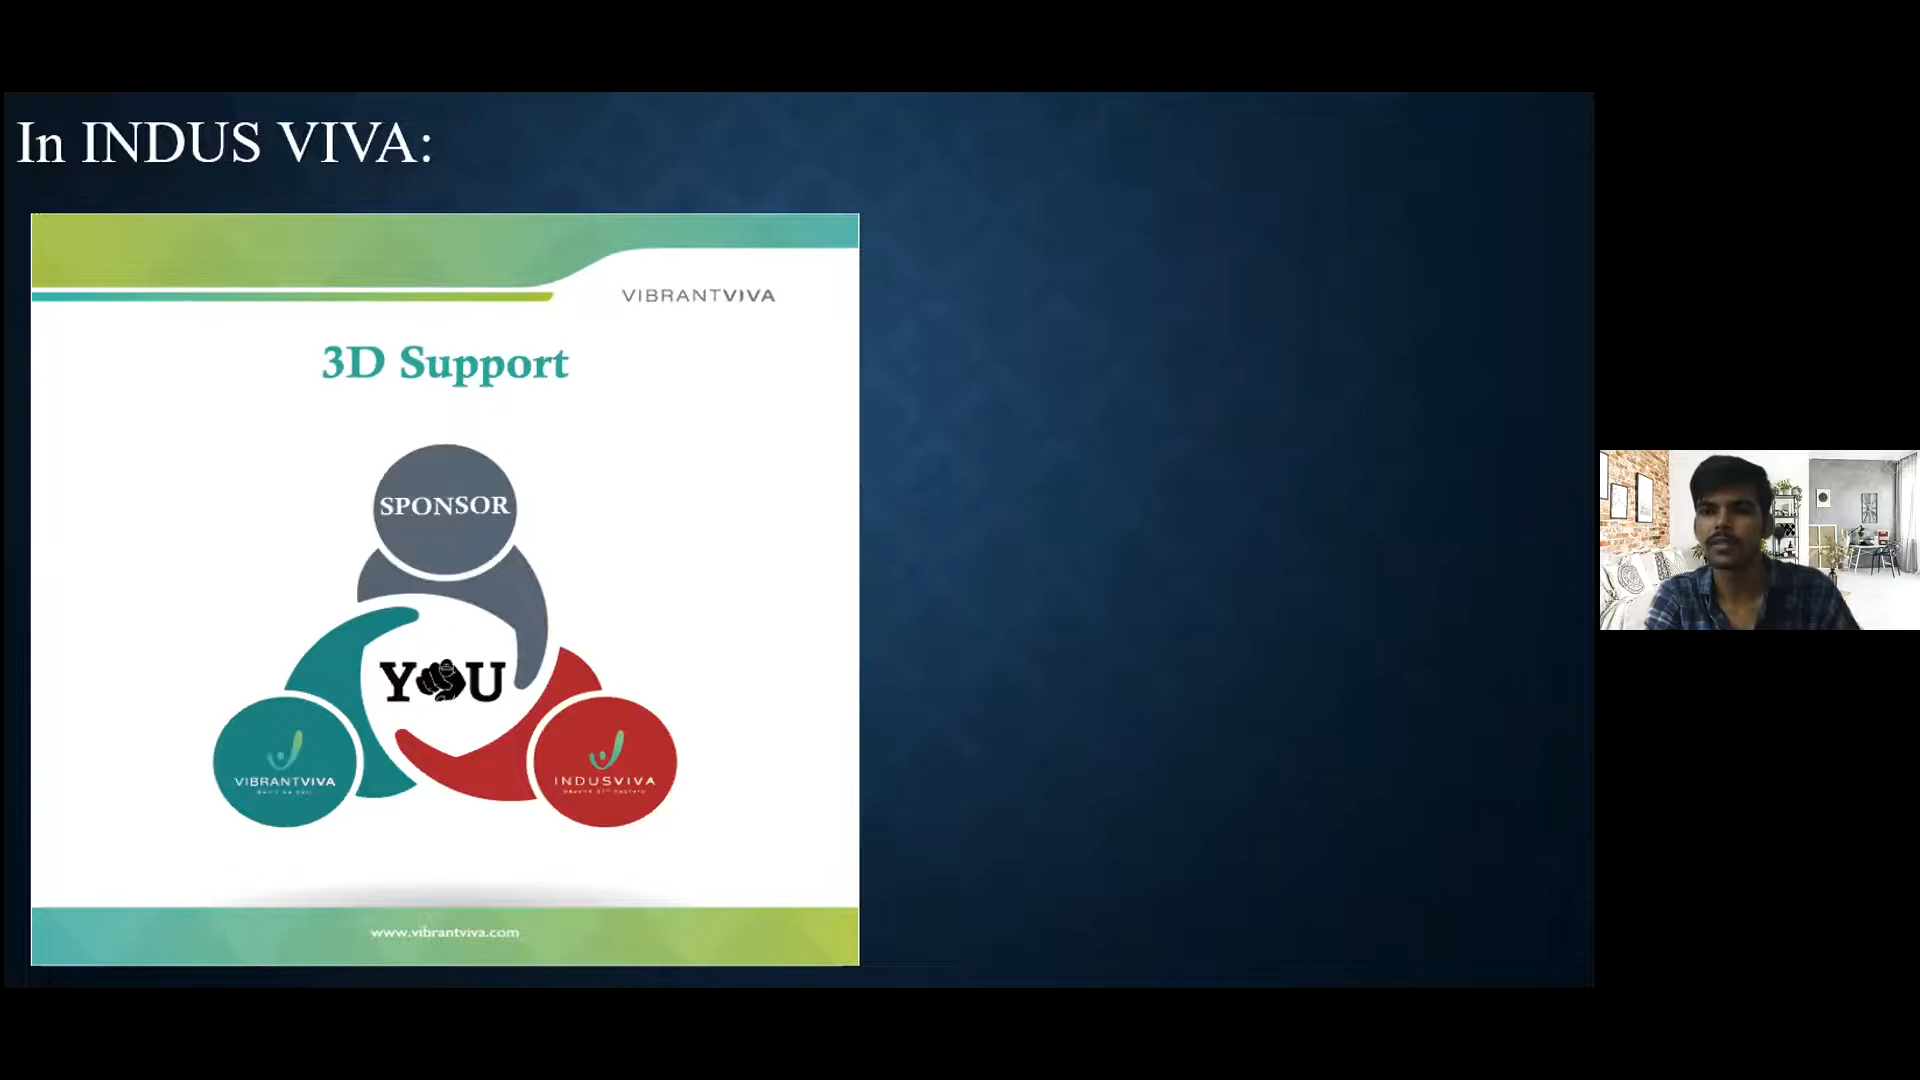 In INDUS VIVA:
VIBRANTVIVA
3D Support
SPONSOR
YOU
VIBRANTVIVA
INDUSVIVA
www.vibrantviva.com